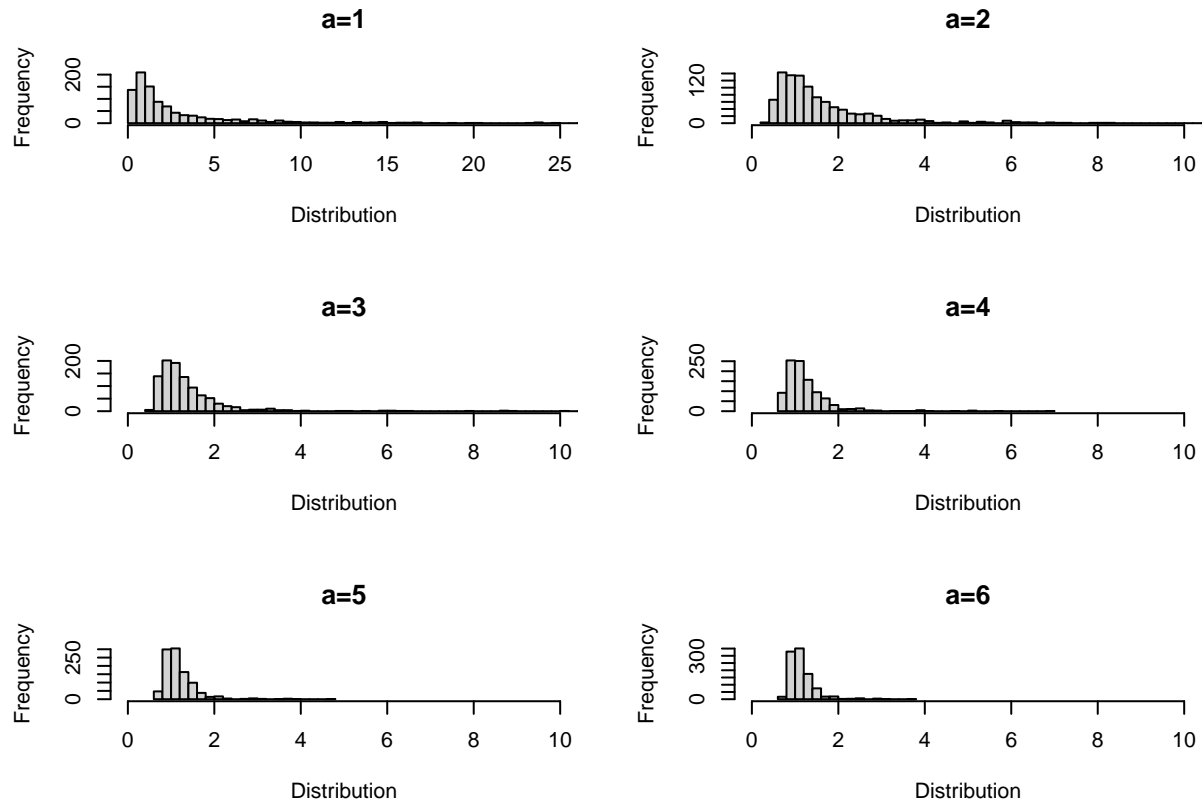 a=1
Frequency
200
0
0 5 10 15 20 25
Distribution
a=2
Frequency
120
0
0 2 4 6 8 10
Distribution
a=3
Frequency
200
0
0 2 4 6 8 10
Distribution
a=4
Frequency
250
0
0 2 4 6 8 10
Distribution
a=5
Frequency
250
0
0 2 4 6 8 10
Distribution
a=6
Frequency
300
0
0 2 4 6 8 10
Distribution